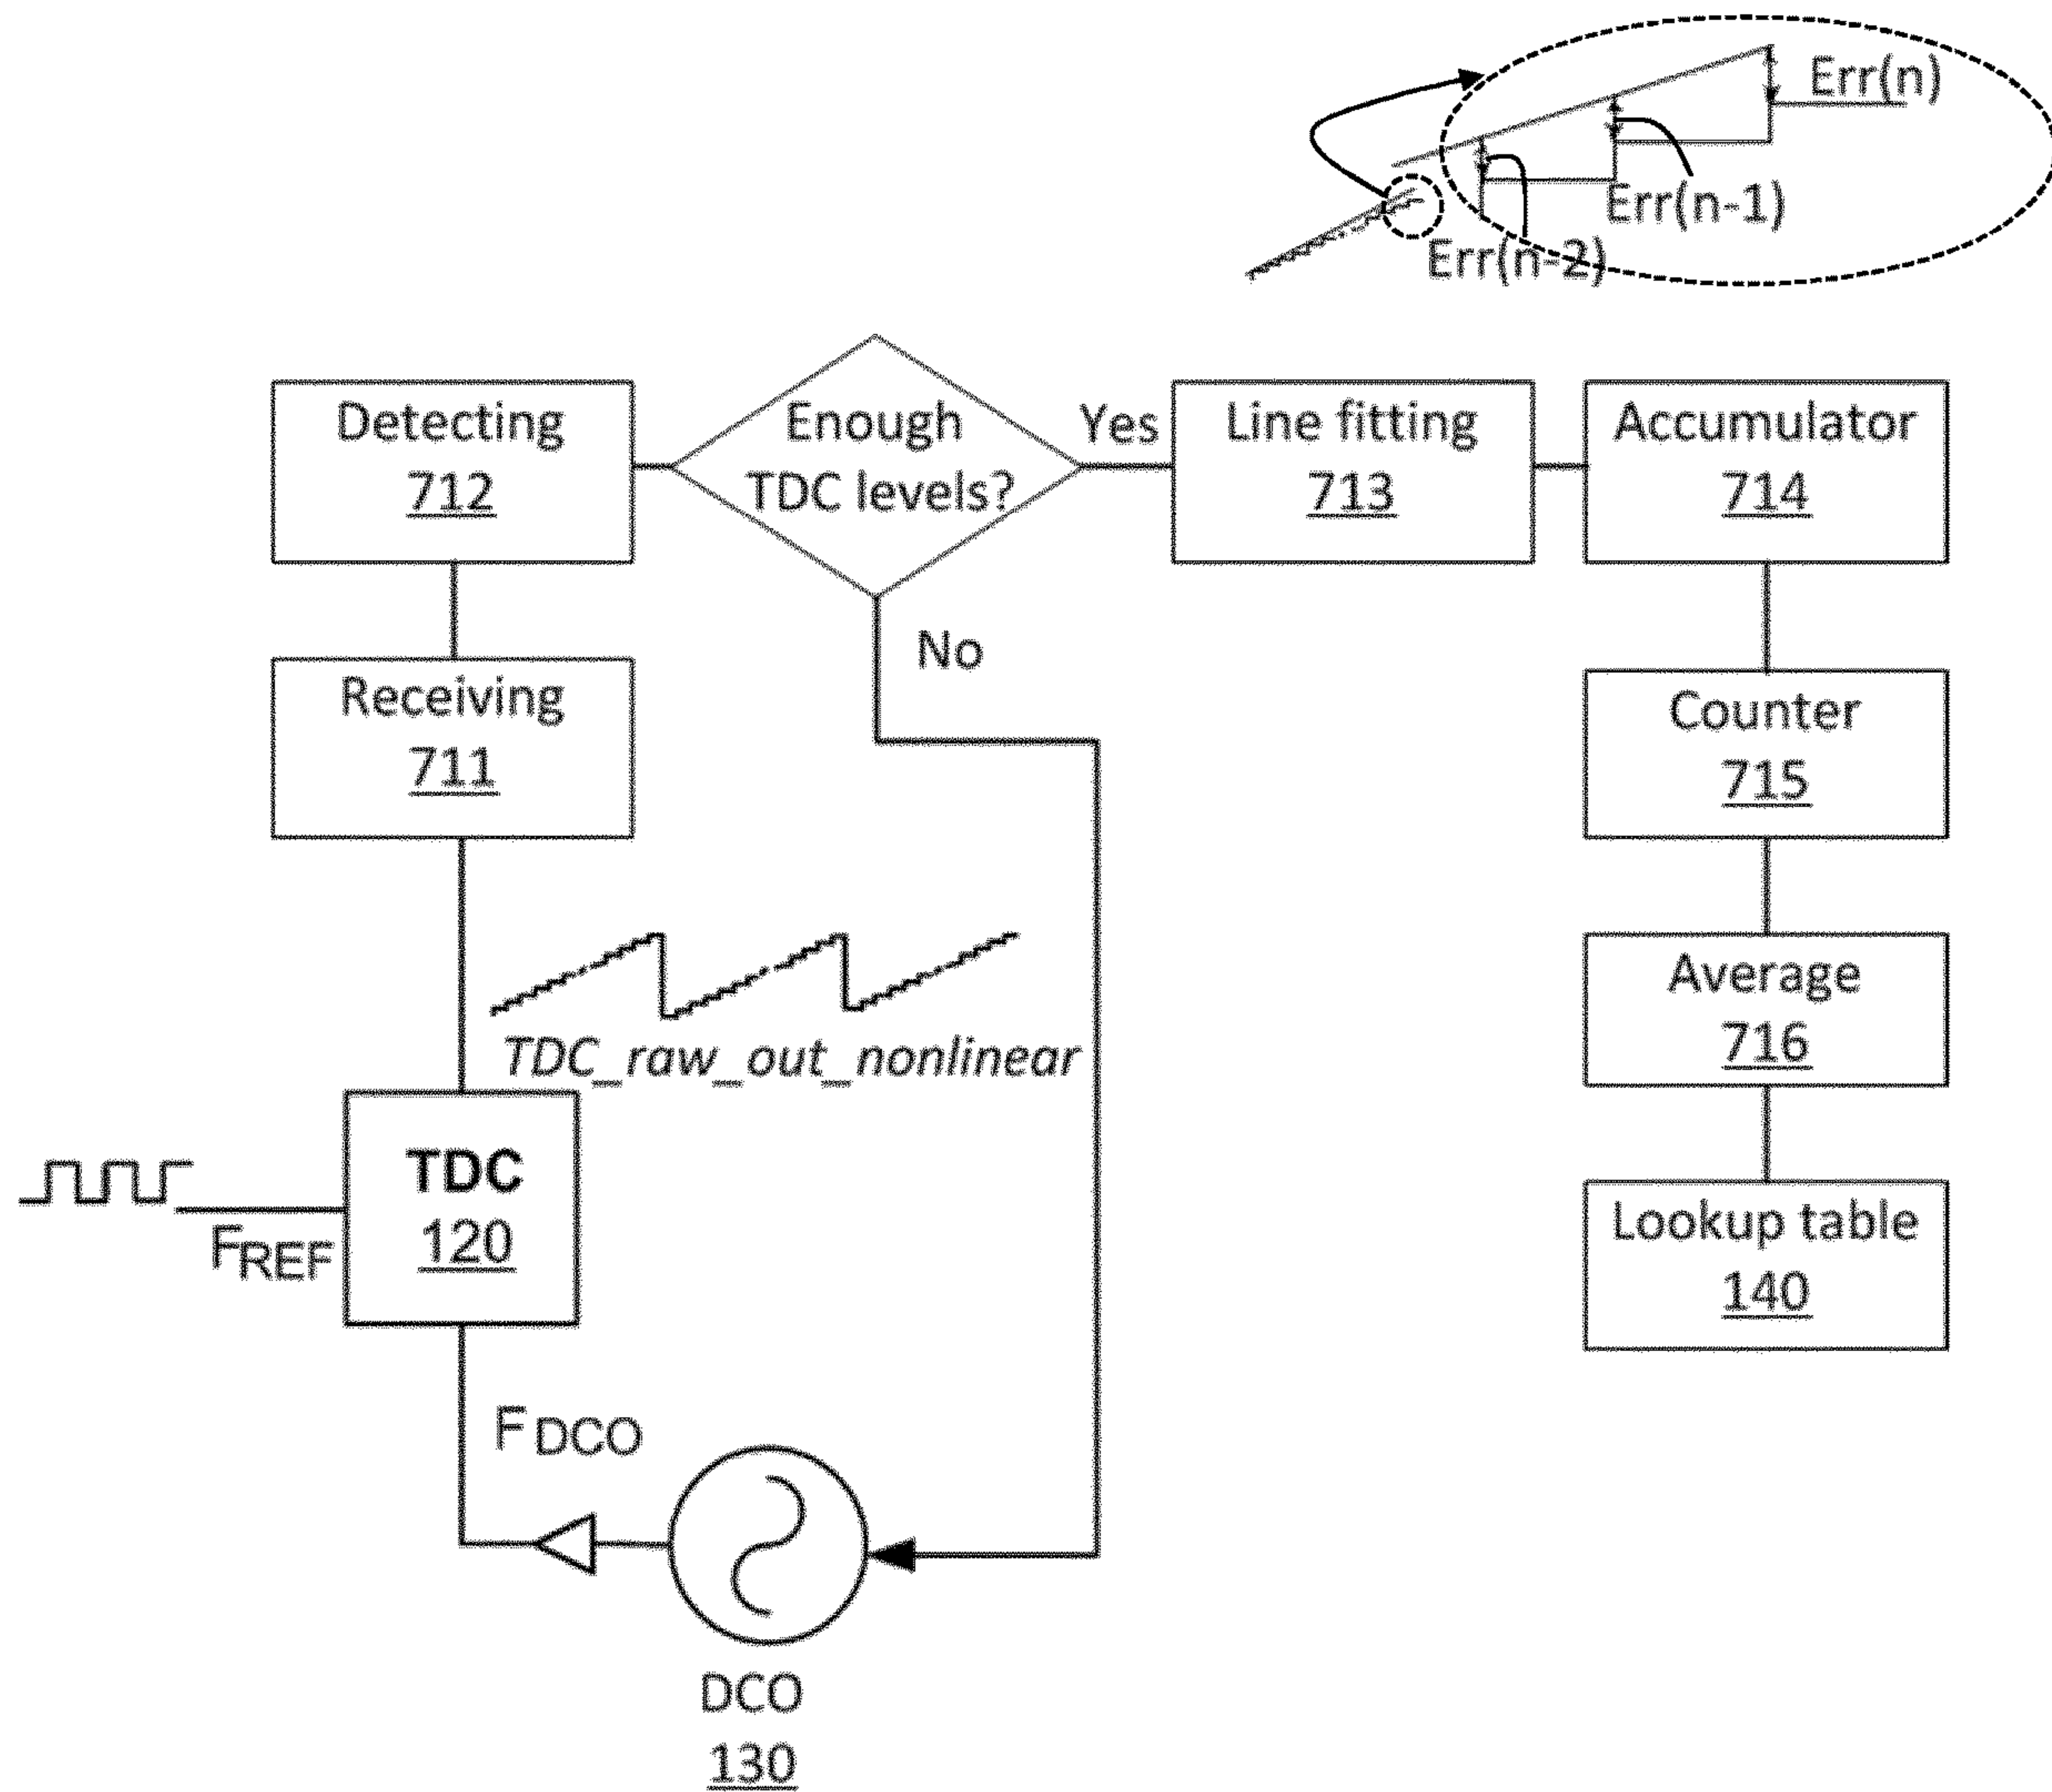 Err(n)
Err(n-1)
Err(n-2)
Detecting
712
Enough
TDC levels?
Yes
Line fitting
713
Accumulator
714
No
Receiving
711
Counter
715
TDC_raw_out_nonlinear
Average
716
TDC
120
FREF
Lookup table
140
FDCO
DCO
130